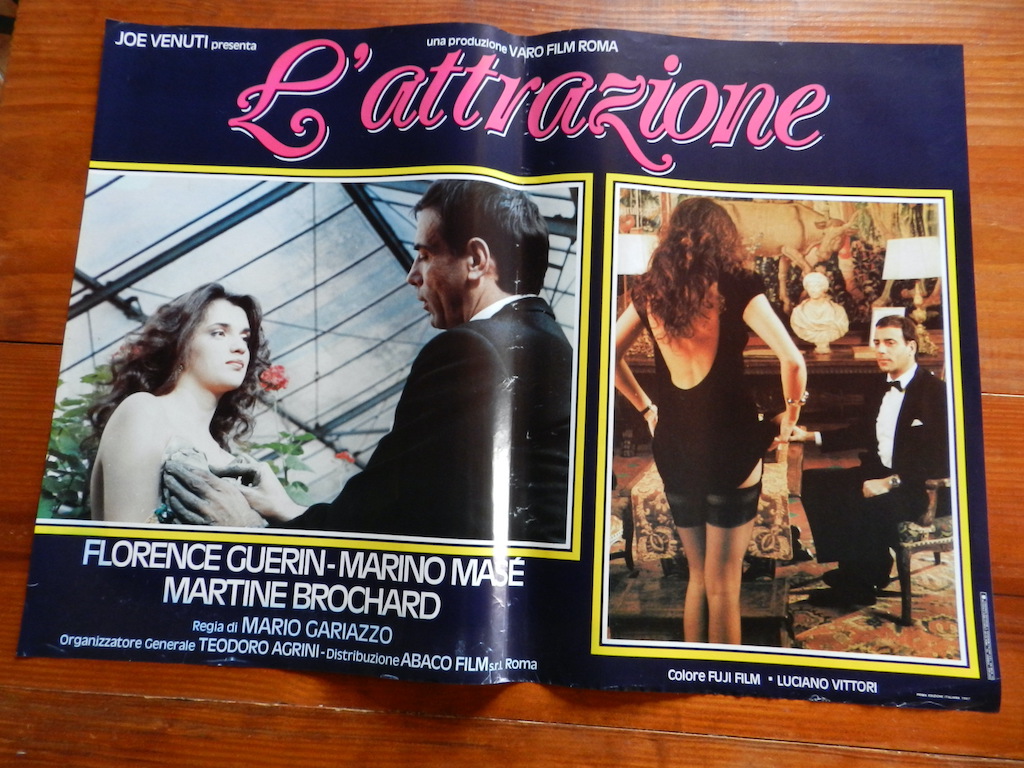 JOE VENUTI presenta
una produzione VARO FILM ROMA
L'attrazione
FLORENCE GUERIN - MARINO MASÉ
MARTINE BROCHARD
Regia di MARIO GARIAZZO
Organizzatore Generale TEODORO AGRINI - Distribuzione ABACO FILM s.r.l. Roma
Colore FUJI FILM - LUCIANO VITTORI